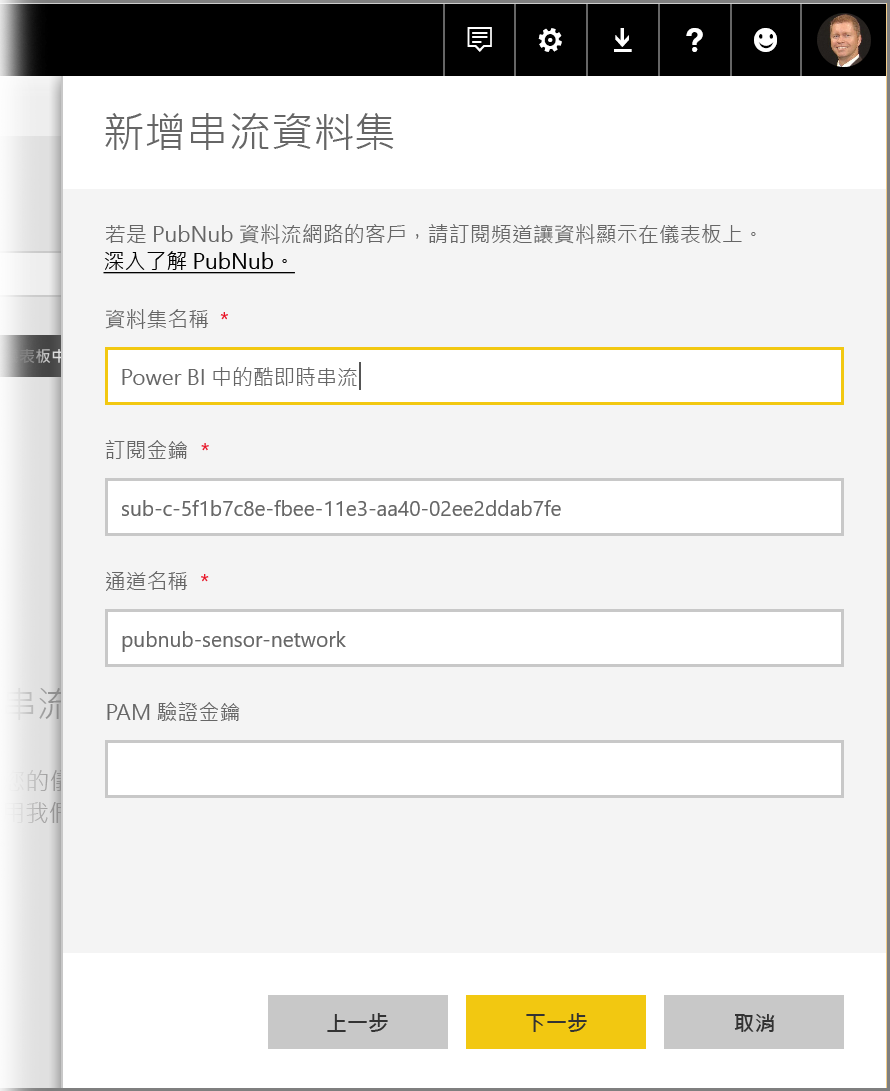 新增串流資料集
若是 PubNub 資料流網路的客戶，請訂閱頻道讓資料顯示在儀表板上。
深入了解 PubNub。
資料集名稱 *
Power BI 中的酷即時串流
訂閱金鑰 *
sub-c-5f1b7c8e-fbee-11e3-aa40-02ee2ddab7fe
通道名稱 *
pubnub-sensor-network
PAM 驗證金鑰
表板中
串流
您的儀
用我們
上一步
下一步
取消